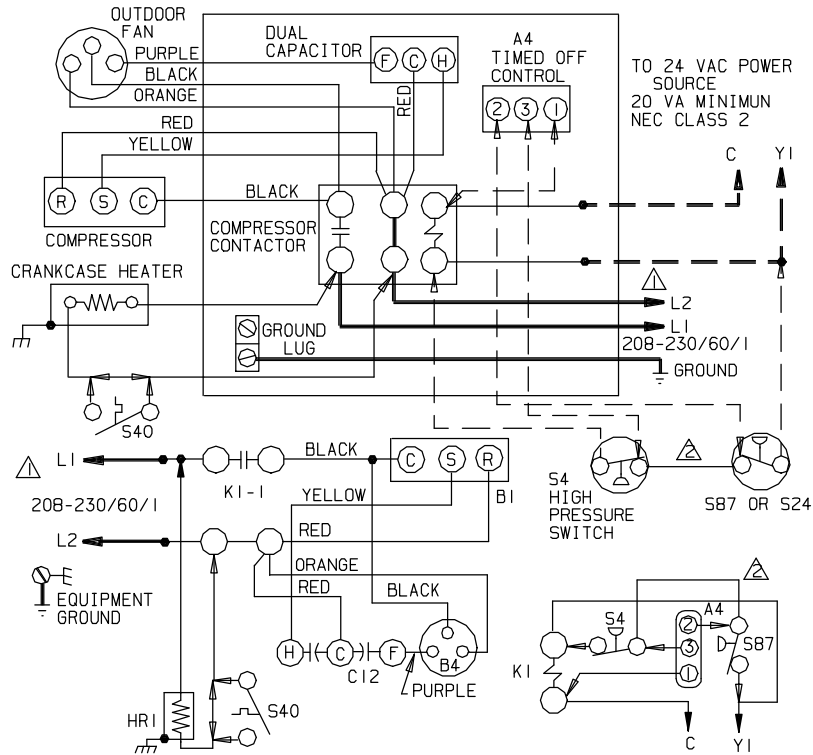 OUTDOOR
FAN
PURPLE
BLACK
ORANGE
RED
YELLOW
DUAL
CAPACITOR
F C H
RED
A4
TIMED OFF
CONTROL
2 3 1
TO 24 VAC POWER
SOURCE
20 VA MINIMUN
NEC CLASS 2
C
Y1
R S C
COMPRESSOR
BLACK
COMPRESSOR
CONTACTOR
CRANKCASE HEATER
1
L2
L1
208-230/60/1
GROUND
LUG
GROUND
S40
1
L1
BLACK
K1-1
C S R
B1
YELLOW
208-230/60/1
S4
HIGH
PRESSURE
SWITCH
2
S87 OR S24
L2
RED
ORANGE
RED
BLACK
EQUIPMENT
GROUND
H C F
C12
B4
PURPLE
HR1
S40
2
S4
A4
2
3
1
S87
K1
C
Y1